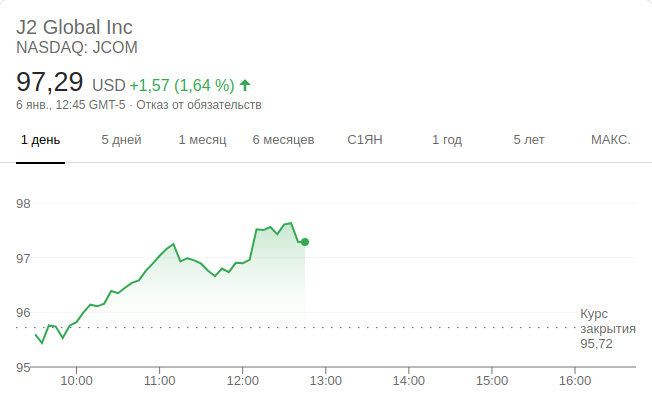 J2 Global Inc
NASDAQ: JCOM
97,29 USD +1,57 (1,64 %)
6 янв., 12:45 GMT-5 · Отказ от обязательств
1 день 5 дней 1 месяц 6 месяцев С1ЯН 1 год 5 лет МАКС.
98
97
96
Курс
закрытия
95,72
95
10:00 11:00 12:00 13:00 14:00 15:00 16:00